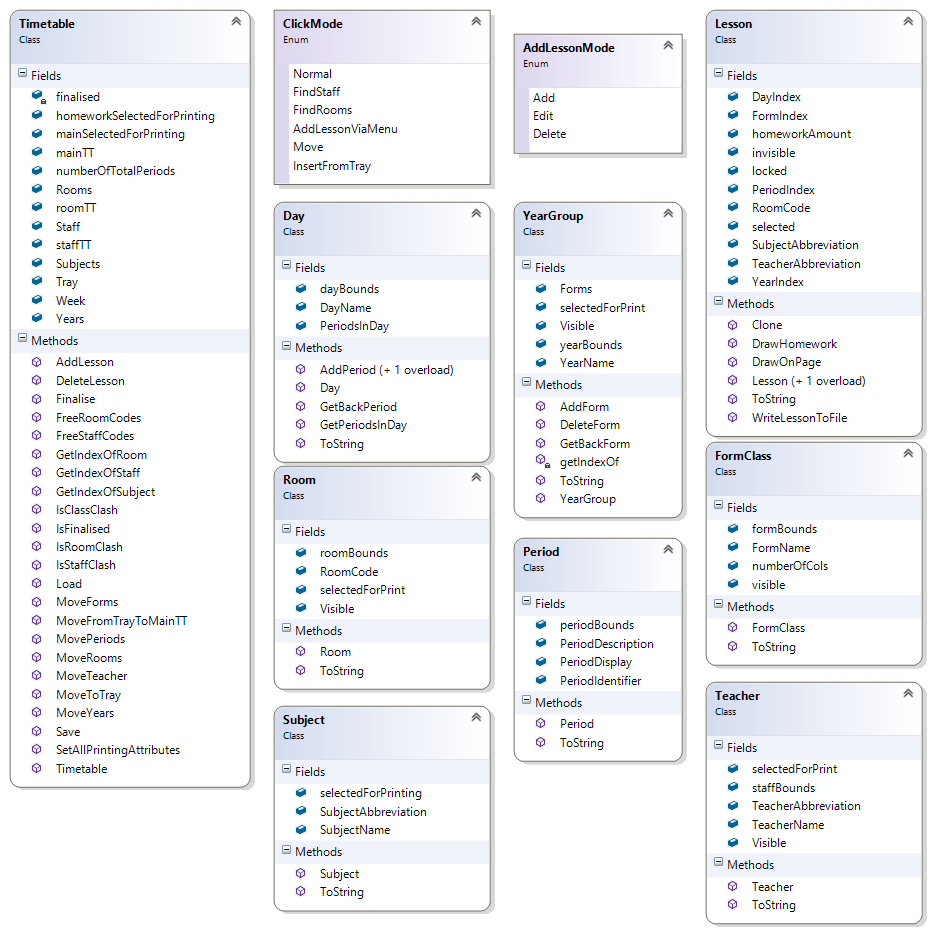 Timetable
Class
Fields
finalised
homeworkSelectedForPrinting
mainSelectedForPrinting
mainTT
numberOfTotalPeriods
Rooms
roomTT
Staff
staffTT
Subjects
Tray
Week
Years
Methods
AddLesson
DeleteLesson
Finalise
FreeRoomCodes
FreeStaffCodes
GetIndexOfRoom
GetIndexOfStaff
GetIndexOfSubject
IsClassClash
IsFinalised
IsRoomClash
IsStaffClash
Load
MoveForms
MoveFromTrayToMainTT
MovePeriods
MoveRooms
MoveTeacher
MoveToTray
MoveYears
Save
SetAllPrintingAttributes
Timetable
ClickMode
Enum
Normal
FindStaff
FindRooms
AddLessonViaMenu
Move
InsertFromTray
Day
Class
Fields
dayBounds
DayName
PeriodsInDay
Methods
AddPeriod (+ 1 overload)
Day
GetBackPeriod
GetPeriodsInDay
ToString
Room
Class
Fields
roomBounds
RoomCode
selectedForPrint
Visible
Methods
Room
ToString
Subject
Class
Fields
selectedForPrinting
SubjectAbbreviation
SubjectName
Methods
Subject
ToString
AddLessonMode
Enum
Add
Edit
Delete
YearGroup
Class
Fields
Forms
selectedForPrint
Visible
yearBounds
YearName
Methods
AddForm
DeleteForm
GetBackForm
getIndexOf
ToString
YearGroup
Period
Class
Fields
periodBounds
PeriodDescription
PeriodDisplay
PeriodIdentifier
Methods
Period
ToString
Lesson
Class
Fields
DayIndex
FormIndex
homeworkAmount
invisible
locked
PeriodIndex
RoomCode
selected
SubjectAbbreviation
TeacherAbbreviation
YearIndex
Methods
Clone
DrawHomework
DrawOnPage
Lesson (+ 1 overload)
ToString
WriteLessonToFile
FormClass
Class
Fields
formBounds
FormName
numberOfCols
visible
Methods
FormClass
ToString
Teacher
Class
Fields
selectedForPrint
staffBounds
TeacherAbbreviation
TeacherName
Visible
Methods
Teacher
ToString